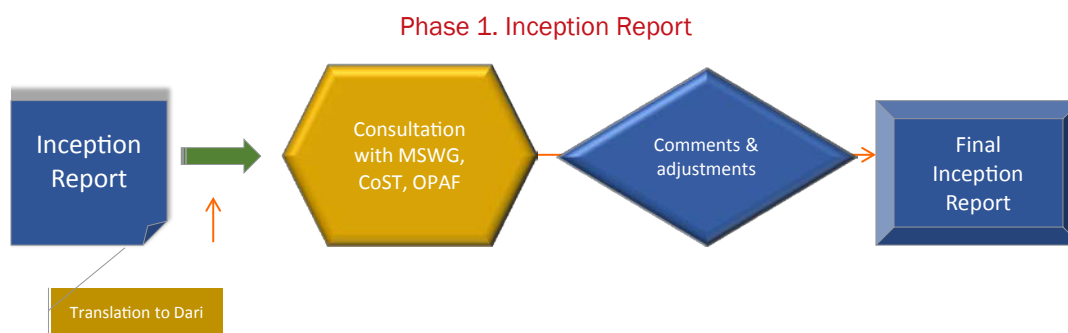 Phase 1. Inception Report
Inception
Report
Consultation
with MSWG,
CoST, OPAF
Comments &
adjustments
Final
Inception
Report
Translation to Dari